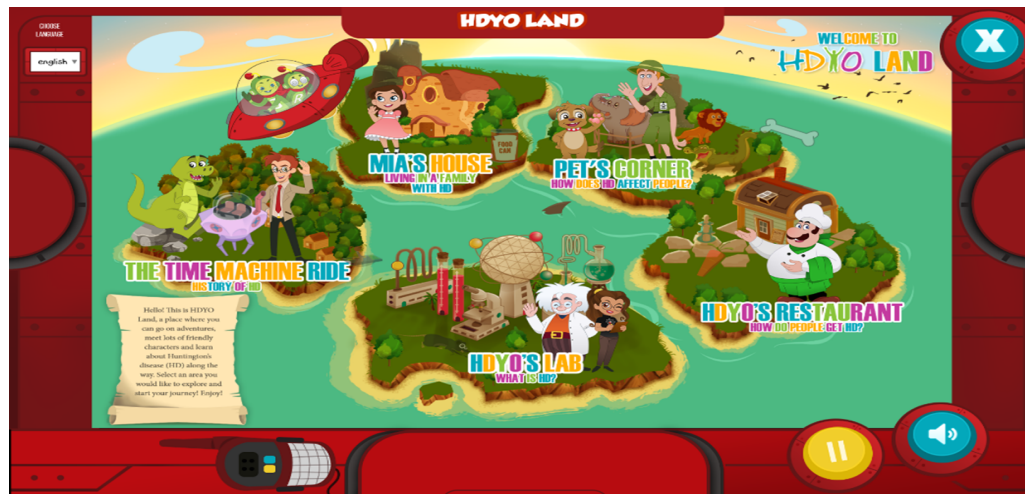 CHOOSE
LANGUAGE
english
HDYO LAND
WELCOME TO
HDYO LAND
FOOD
CAN
MIA'S HOUSE
LIVING IN A FAMILY
WITH HD
PET'S CORNER
HOW DOES HD AFFECT PEOPLE?
THE TIME MACHINE RIDE
HISTORY OF HD
HDYO'S RESTAURANT
HOW DO PEOPLE GET HD?
HDYO'S LAB
WHAT IS HD?
Hello! This is HDYO
Land, a place where you
can go on adventures,
meet lots of friendly
characters and learn
about Huntington's
disease (HD) along the
way. Select an area you
would like to explore and
start your journey! Enjoy!
X